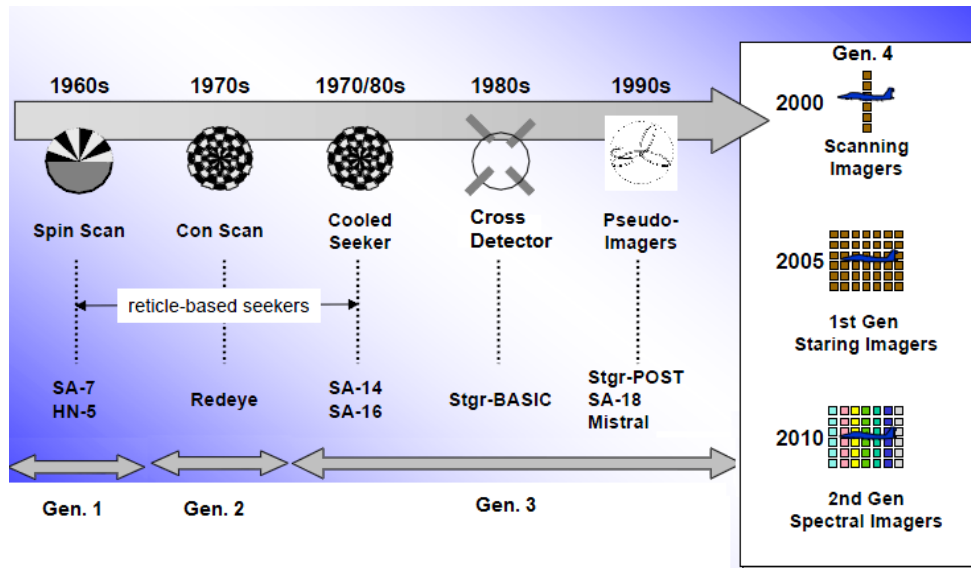 1960s
1970s
1970/80s
1980s
1990s
Spin Scan
Con Scan
Cooled
Seeker
Cross
Detector
Pseudo-
Imagers
reticle-based seekers
SA-7
HN-5
Redeye
SA-14
SA-16
Stgr-BASIC
Stgr-POST
SA-18
Mistral
Gen. 1
Gen. 2
Gen. 3
Gen. 4
2000
Scanning
Imagers
2005
1st Gen
Staring Imagers
2010
2nd Gen
Spectral Imagers